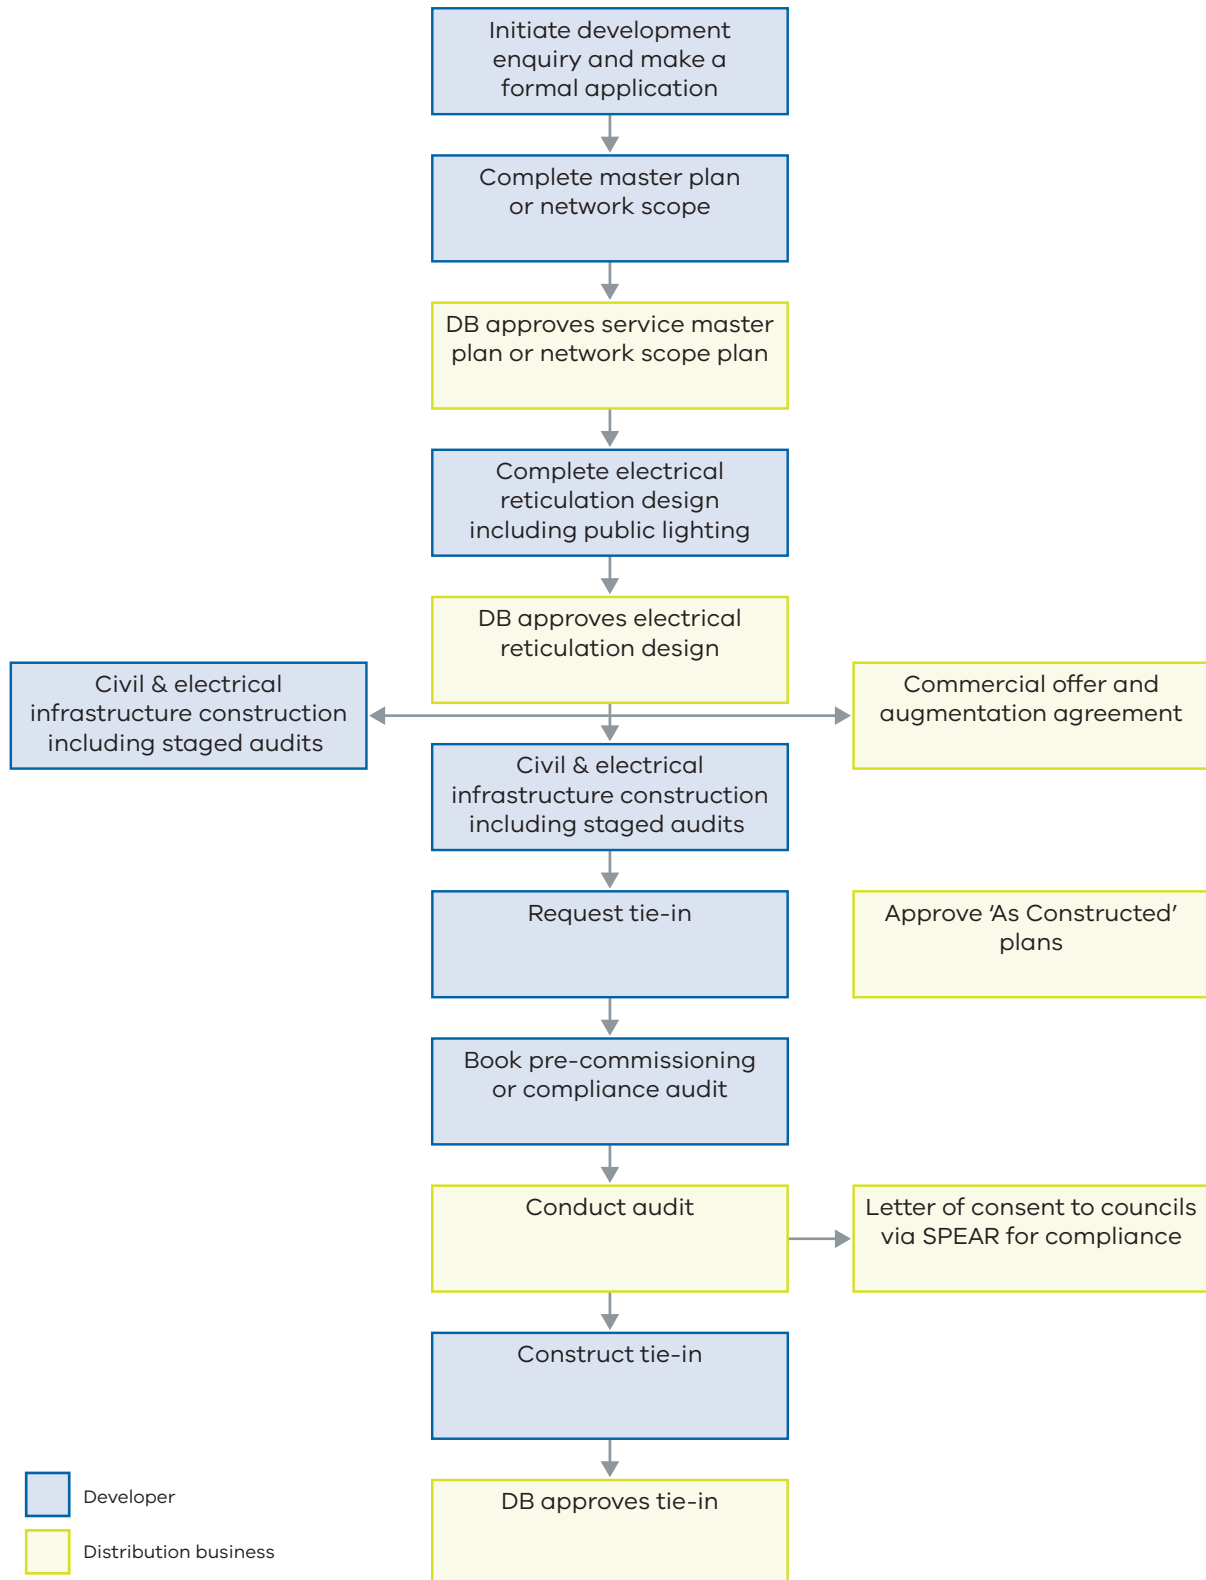 Initiate development
enquiry and make a
formal application
Complete master plan
or network scope
DB approves service master
plan or network scope plan
Complete electrical
reticulation design
including public lighting
DB approves electrical
reticulation design
Civil & electrical
infrastructure construction
including staged audits
Commercial offer and
augmentation agreement
Civil & electrical
infrastructure construction
including staged audits
Request tie-in
Approve ‘As Constructed’
plans
Book pre-commissioning
or compliance audit
Conduct audit
Letter of consent to councils
via SPEAR for compliance
Construct tie-in
DB approves tie-in
Developer
Distribution business